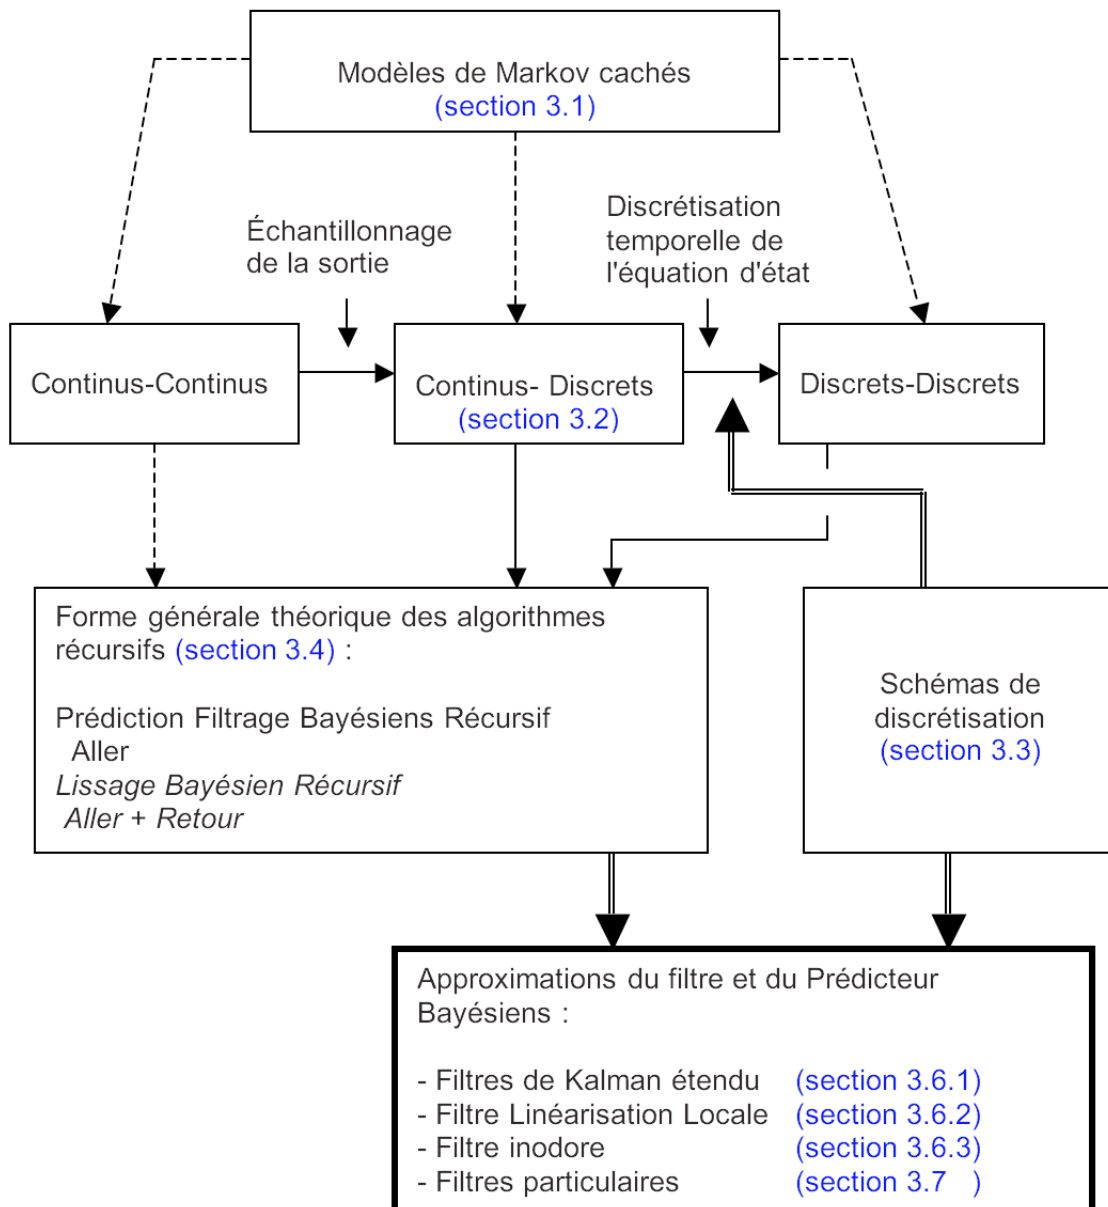 Modèles de Markov cachés
(section 3.1)
Échantillonnage
de la sortie
Discrétisation
temporelle de
l'équation d'état
Continus-Continus
Continus- Discrets
(section 3.2)
Discrets-Discrets
Forme générale théorique des algorithmes
récursifs (section 3.4) :
Prédiction Filtrage Bayésiens Récursif
Aller
Lissage Bayésien Récursif
Aller + Retour
Schémas de
discrétisation
(section 3.3)
Approximations du filtre et du Prédicteur
Bayésiens :
- Filtres de Kalman étendu (section 3.6.1)
- Filtre Linéarisation Locale (section 3.6.2)
- Filtre inodore (section 3.6.3)
- Filtres particulaires (section 3.7 )